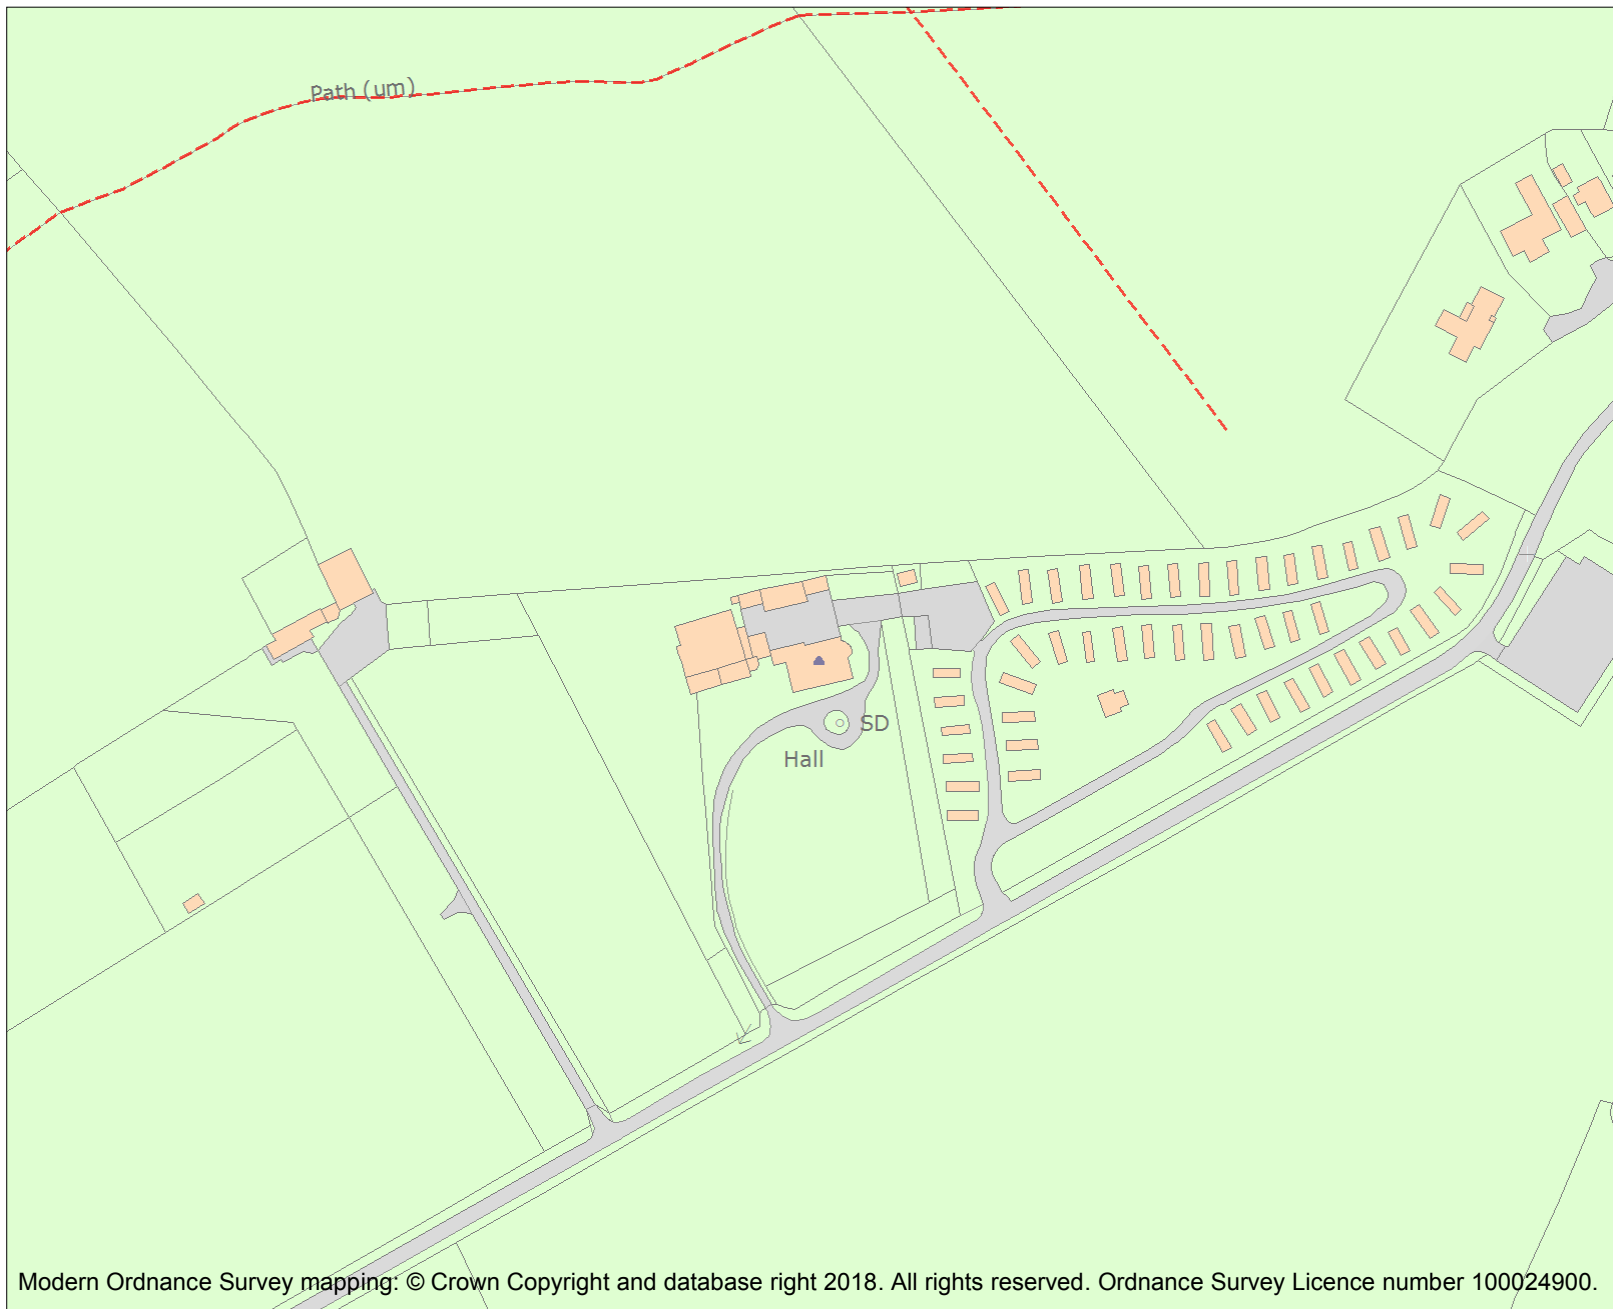 Path (um)
SD
Hall
Modern Ordnance Survey mapping: © Crown Copyright and database right 2018. All rights reserved. Ordnance Survey Licence number 100024900.